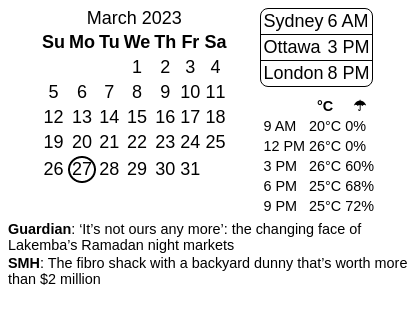 March 2023
Su Mo Tu We Th Fr Sa
1 2 3 4
5 6 7 8 9 10 11
12 13 14 15 16 17 18
19 20 21 22 23 24 25
26 27 28 29 30 31
Sydney 6 AM
Ottawa 3 PM
London 8 PM
°C ☂
9 AM 20°C 0%
12 PM 26°C 0%
3 PM 26°C 60%
6 PM 25°C 68%
9 PM 25°C 72%
Guardian: ‘It’s not ours any more’: the changing face of
Lakemba’s Ramadan night markets
SMH: The fibro shack with a backyard dunny that’s worth more
than $2 million